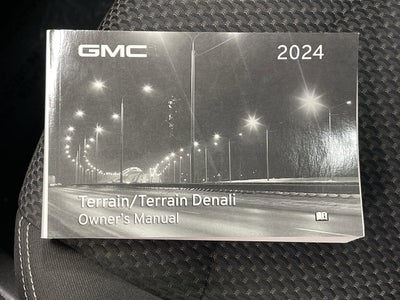 GMC 2024
Terrain/Terrain Denali
Owner's Manual